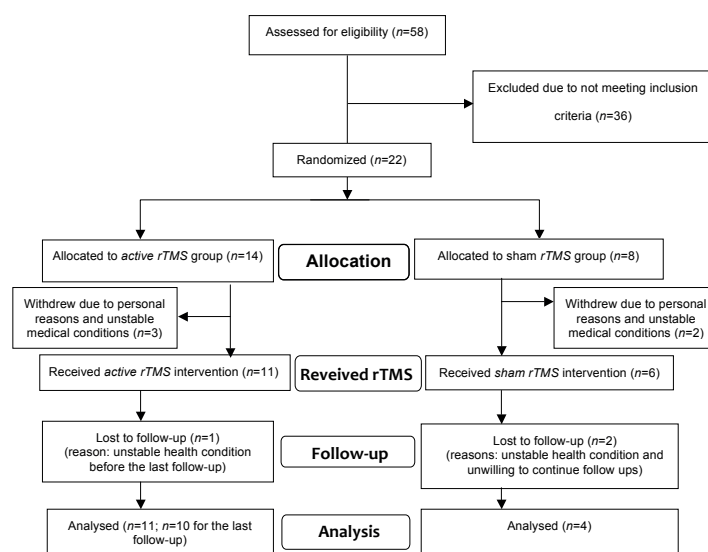 Assessed for eligibility (n=58)
Excluded due to not meeting inclusion
criteria (n=36)
Randomized (n=22)
Allocated to active rTMS group (n=14)
Allocation
Allocated to sham rTMS group (n=8)
Withdrew due to personal
reasons and unstable
medical conditions (n=3)
Withdrew due to personal
reasons and unstable
medical conditions (n=2)
Received active rTMS intervention (n=11)
Reveived rTMS
Received sham rTMS intervention (n=6)
Lost to follow-up (n=1)
(reason: unstable health condition
before the last follow-up)
Follow-up
Lost to follow-up (n=2)
(reasons: unstable health condition and
unwilling to continue follow ups)
Analysed (n=11; n=10 for the last
follow-up)
Analysis
Analysed (n=4)